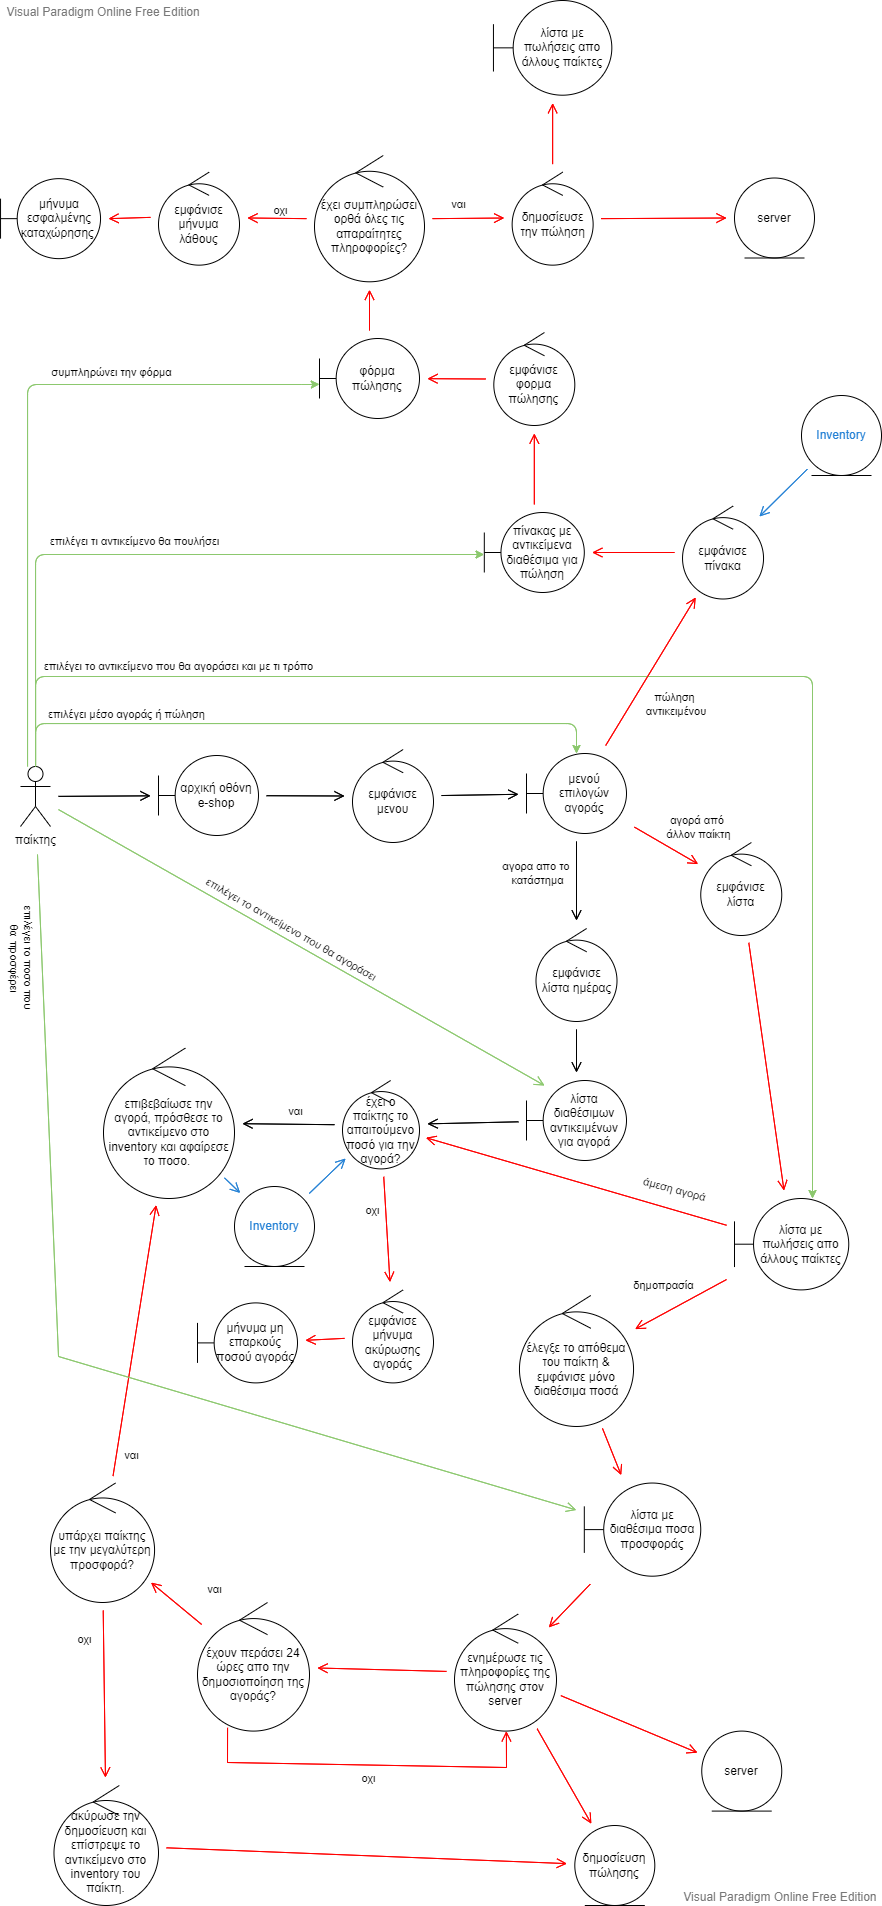 Visual Paradigm Online Free Edition
λίστα με
πωλήσεις απο
άλλους παίκτες
μήνυμα
εσφαλμένης
καταχώρησης
εμφάνισε
μήνυμα
λάθους
οχι
έχει συμπληρώσει
ορθά όλες τις
απαραίτητες
πληροφορίες?
ναι
δημοσίευσε
την πώληση
server
συμπληρώνει την φόρμα
φόρμα
πώλησης
εμφάνισε
φορμα
πώλησης
Inventory
επιλέγει τι αντικείμενο θα πουλήσει
πίνακας με
αντικείμενα
διαθέσιμα για
πώληση
εμφάνισε
πίνακα
επιλέγει το αντικείμενο που θα αγοράσει και με τι τρόπο
πώληση
αντικειμένου
επιλέγει μέσο αγοράς ή πώληση
παίκτης
αρχική οθόνη
e-shop
εμφάνισε
μενου
μενού
επιλογών
αγοράς
αγορά από
άλλον παίκτη
αγορα απο το
κατάστημα
εμφάνισε
λίστα
επιλέγει το αντικείμενο που θα αγοράσει
επιλέγει το ποσο που
θα προσφέρει
εμφάνισε
λίστα ημέρας
επιβεβαίωσε την
αγορά, πρόσθεσε το
αντικείμενο στο
inventory και αφαίρεσε
το ποσο.
ναι
έχει ο
παίκτης το
απαιτούμενο
ποσό για την
αγορά?
λίστα
διαθέσιμων
αντικειμένων
για αγορά
άμεση αγορά
Inventory
οχι
λίστα με
πωλήσεις απο
άλλους παίκτες
δημοπρασία
μήνυμα μη
επαρκούς
ποσού αγοράς
εμφάνισε
μήνυμα
ακύρωσης
αγοράς
έλεγξε το απόθεμα
του παίκτη &
εμφάνισε μόνο
διαθέσιμα ποσά
ναι
λίστα με
διαθέσιμα ποσα
προσφοράς
υπάρχει παίκτης
με την μεγαλύτερη
προσφορά?
ναι
οχι
έχουν περάσει 24
ώρες απο την
δημοσιοποίηση της
αγοράς?
ενημέρωσε τις
πληροφορίες της
πώλησης στον
server
οχι
server
ακύρωσε την
δημοσίευση και
επίστρεψε το
αντικείμενο στο
inventory του
παίκτη.
δημοσίευση
πώλησης
Visual Paradigm Online Free Edition